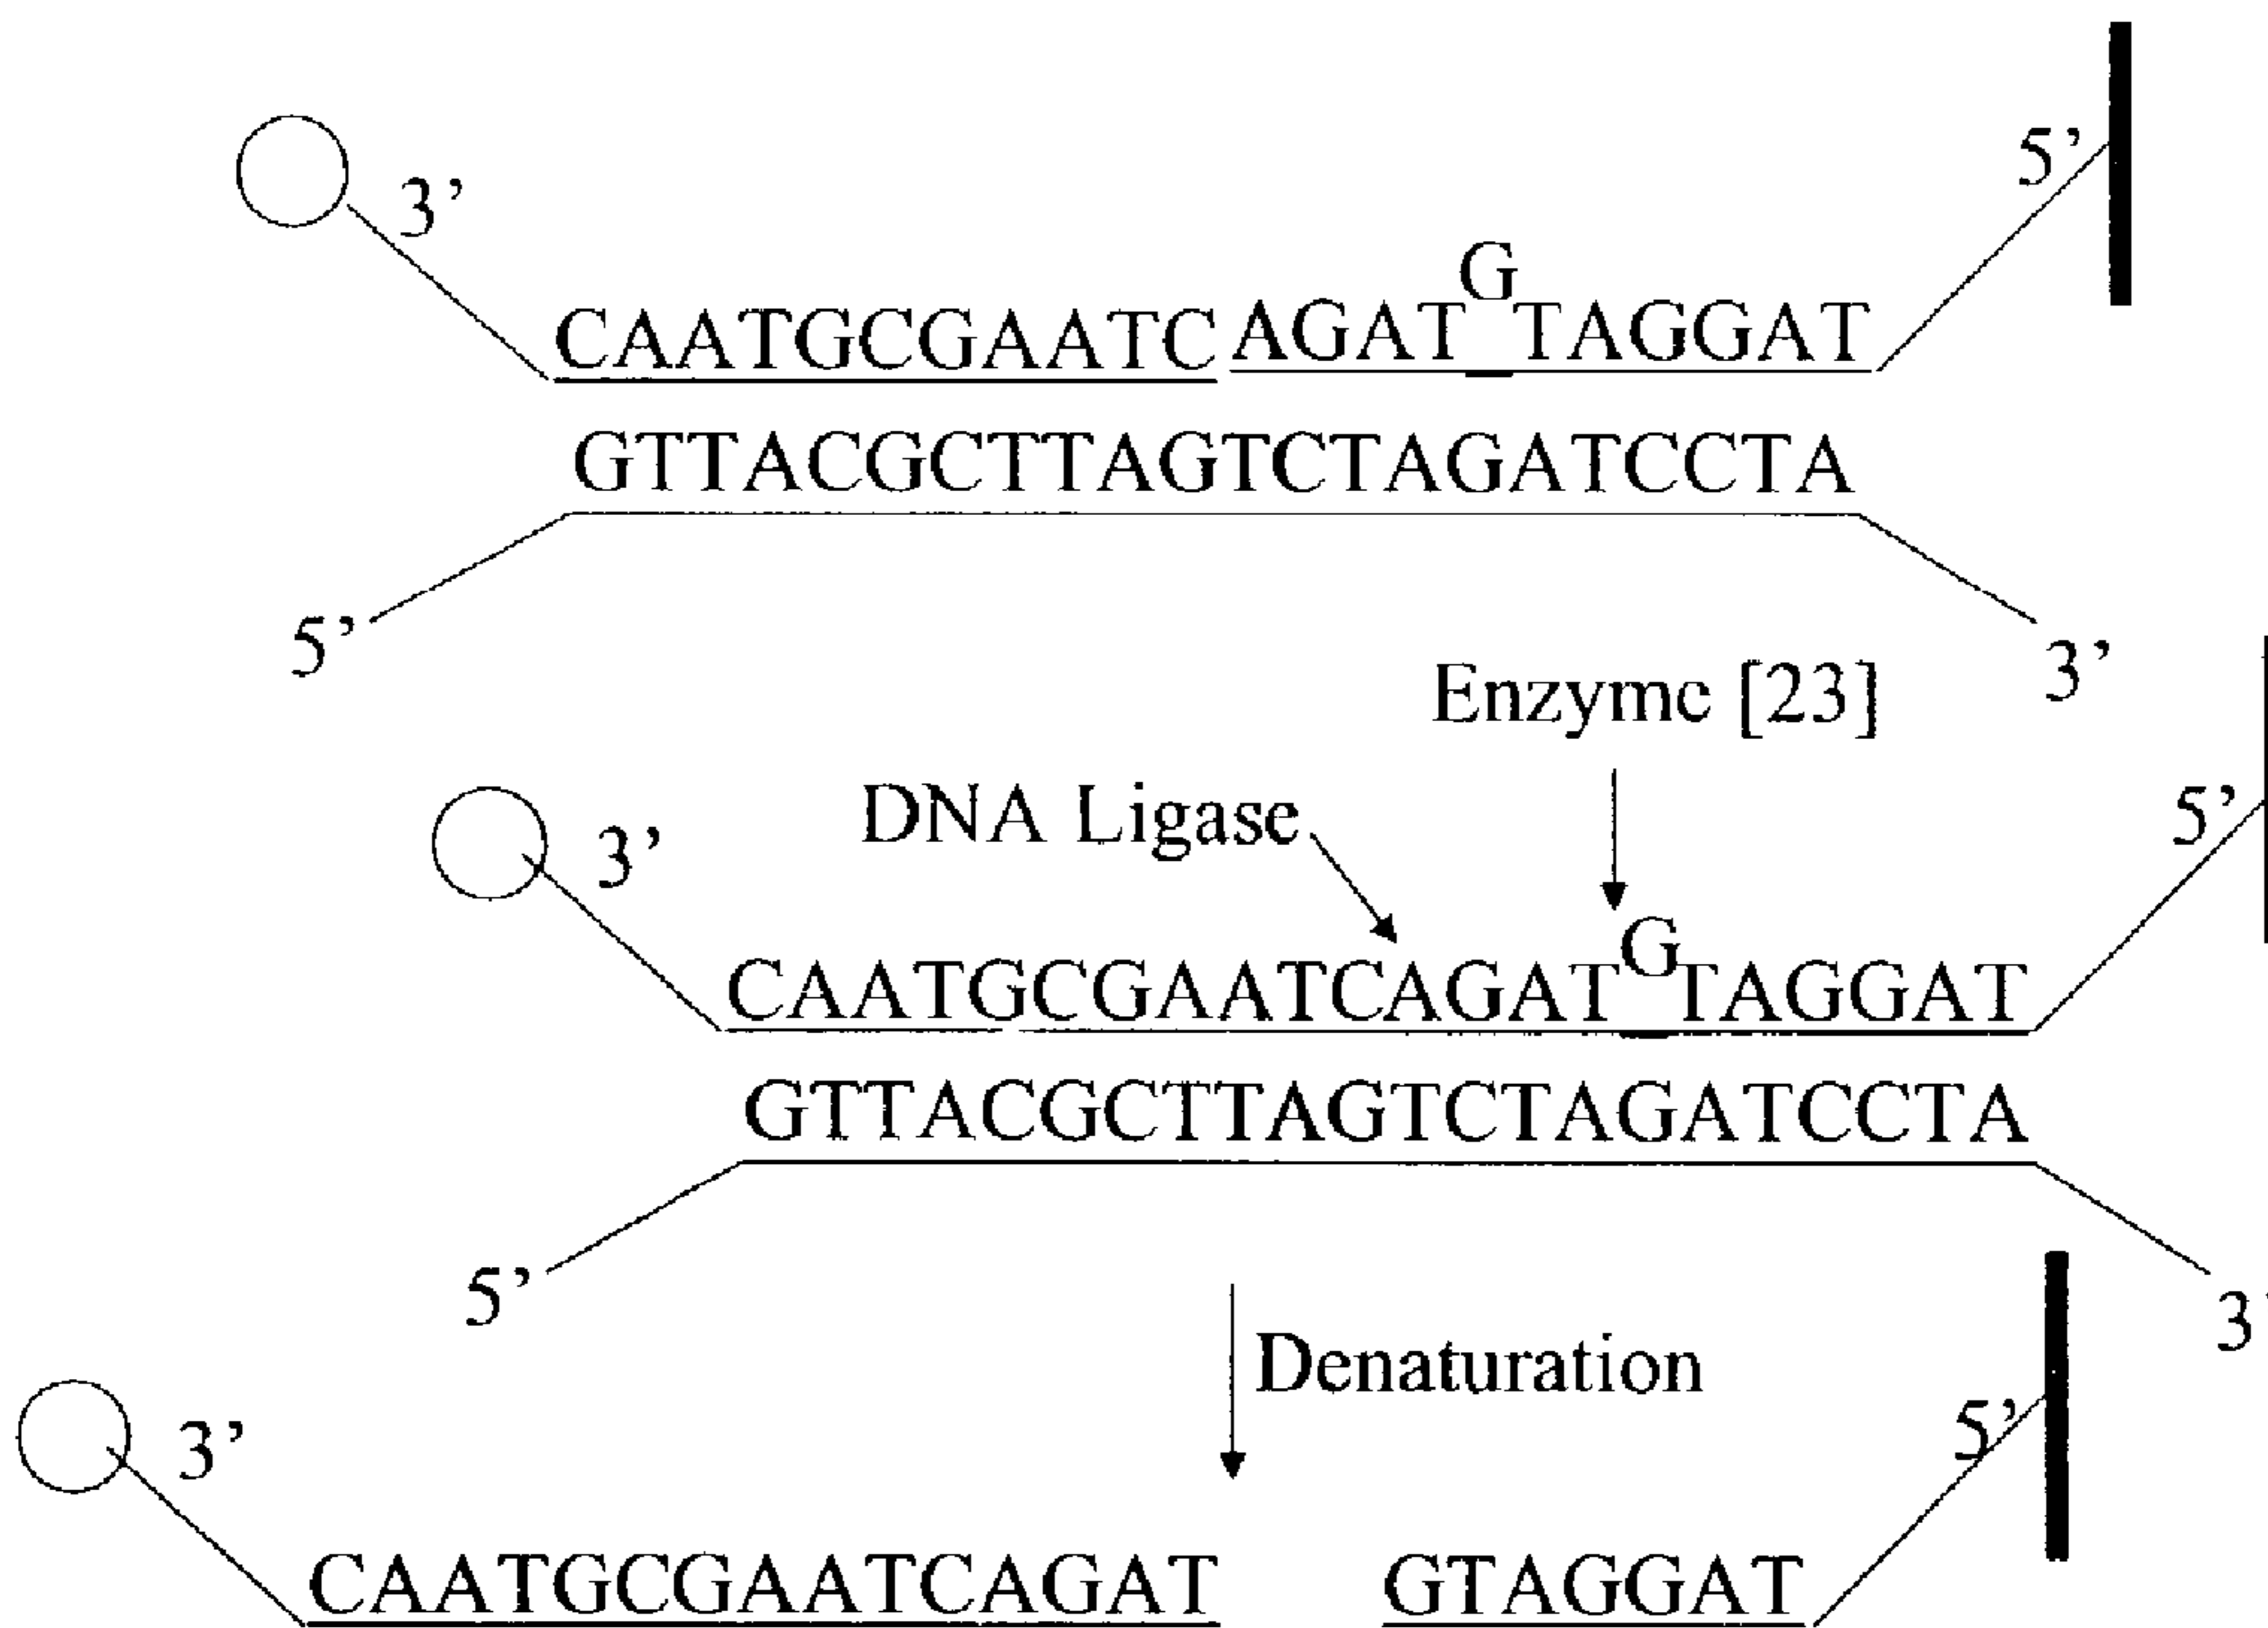 3’ 5’
G
CAATGCGAATC AGAT TAGGAT
GTTACGCTTAGTCTAGATCCTA
5’ 3’
Enzyme [23]
DNA Ligase
3’ 5’
G
CAATGCGAATCAGAT TAGGAT
GTTACGCTTAGTCTAGATCCTA
5’ 3’
Denaturation
3’ 5’
CAATGCGAATCAGAT GTAGGAT